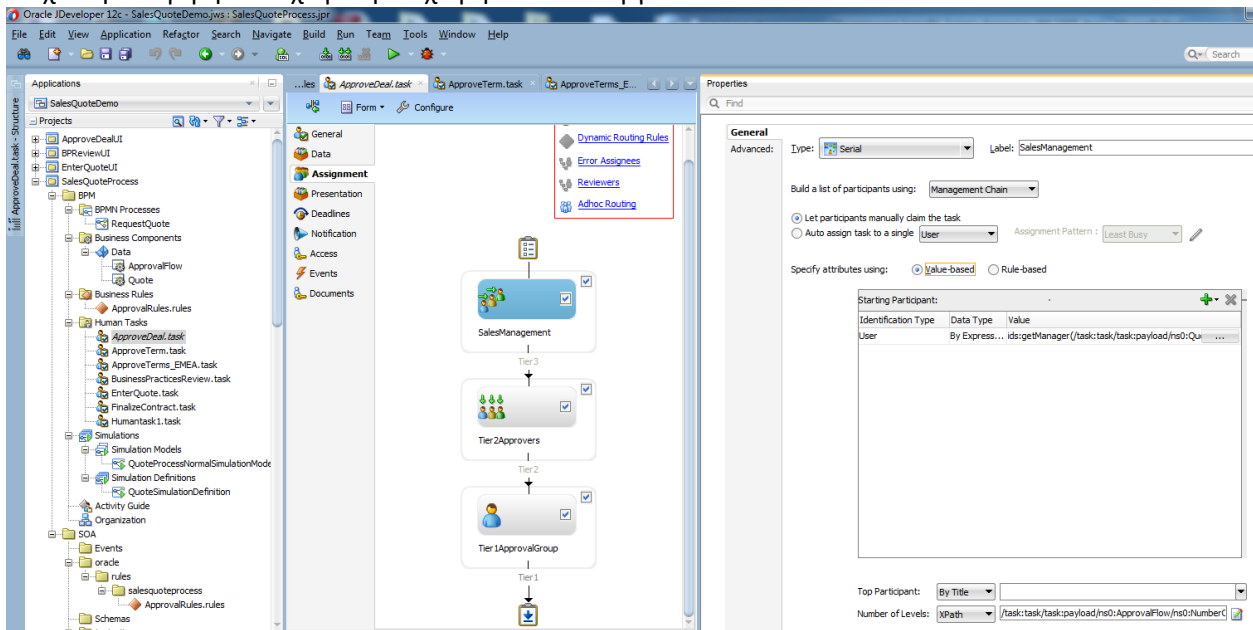 Oracle JDeveloper 12c - SalesQuoteDemo.jws : SalesQuoteProcess.jpr
File Edit View Application Refactor Search Navigate Build Run Team Tools Window Help
Search
Applications
SalesQuoteDemo
Projects
ApproveDealUI
BPReviewUI
EnterQuoteUI
SalesQuoteProcess
BPM
BPMN Processes
RequestQuote
Business Components
Data
ApprovalFlow
Quote
Business Rules
ApprovalRules.rules
Human Tasks
ApproveDeal.task
ApproveTerm.task
ApproveTerms_EMEA.task
BusinessPracticesReview.task
EnterQuote.task
FinalizeContract.task
Humantask1.task
Simulations
Simulation Models
QuoteProcessNormalSimulationMode
Simulation Definitions
QuoteSimulationDefinition
Activity Guide
Organization
SOA
Events
oracle
rules
salesquoteprocess
ApprovalRules.rules
Schemas
ApproveDeal.task - Structure
...les ApproveDeal.task ApproveTerm.task ApproveTerms_E...
Form Configure
General
Data
Assignment
Presentation
Deadlines
Notification
Access
Events
Documents
Dynamic Routing Rules
Error Assignees
Reviewers
Adhoc Routing
SalesManagement
Tier3
Tier2Approvers
Tier2
Tier1ApprovalGroup
Tier1
Properties
Find
General
Advanced:
Type: Serial Label: SalesManagement
Build a list of participants using: Management Chain
Let participants manually claim the task
Auto assign task to a single User Assignment Pattern : Least Busy
Specify attributes using: Value-based Rule-based
Starting Participant:
Identification Type Data Type Value
User By Express... ids:getManager(/task:task/task:payload/ns0:Qu ...
Top Participant: By Title
Number of Levels: XPath /task:task/task:payload/ns0:ApprovalFlow/ns0:Number